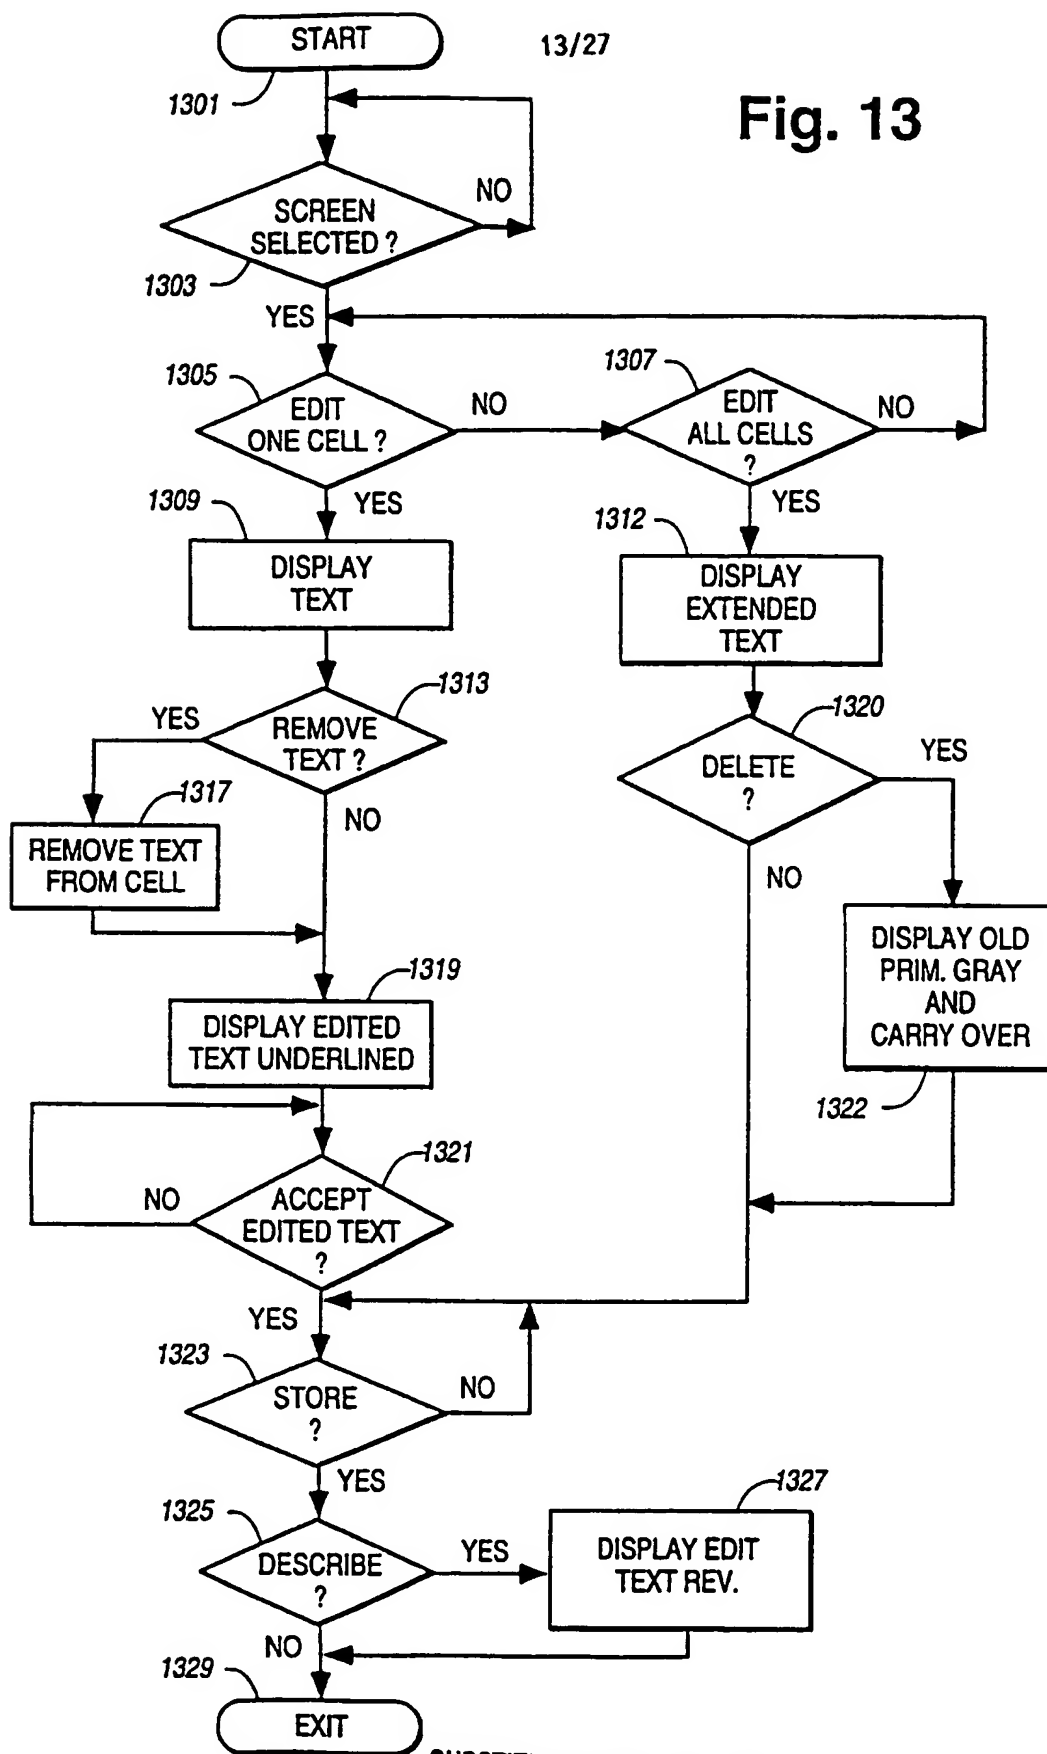 START
13/27
1301
Fig. 13
NO
SCREEN
SELECTED ?
1303
YES
1305
1307
EDIT
ONE CELL ?
NO
EDIT
ALL CELLS
?
NO
1309
YES
YES
1312
DISPLAY
TEXT
DISPLAY
EXTENDED
TEXT
1313
YES
REMOVE
TEXT ?
1320
YES
DELETE
?
1317
NO
REMOVE TEXT
FROM CELL
NO
DISPLAY OLD
PRIM. GRAY
AND
CARRY OVER
1319
DISPLAY EDITED
TEXT UNDERLINED
1322
1321
NO
ACCEPT
EDITED TEXT
?
YES
1323
STORE
?
NO
YES
1325
1327
DESCRIBE
?
YES
DISPLAY EDIT
TEXT REV.
NO
1329
EXIT